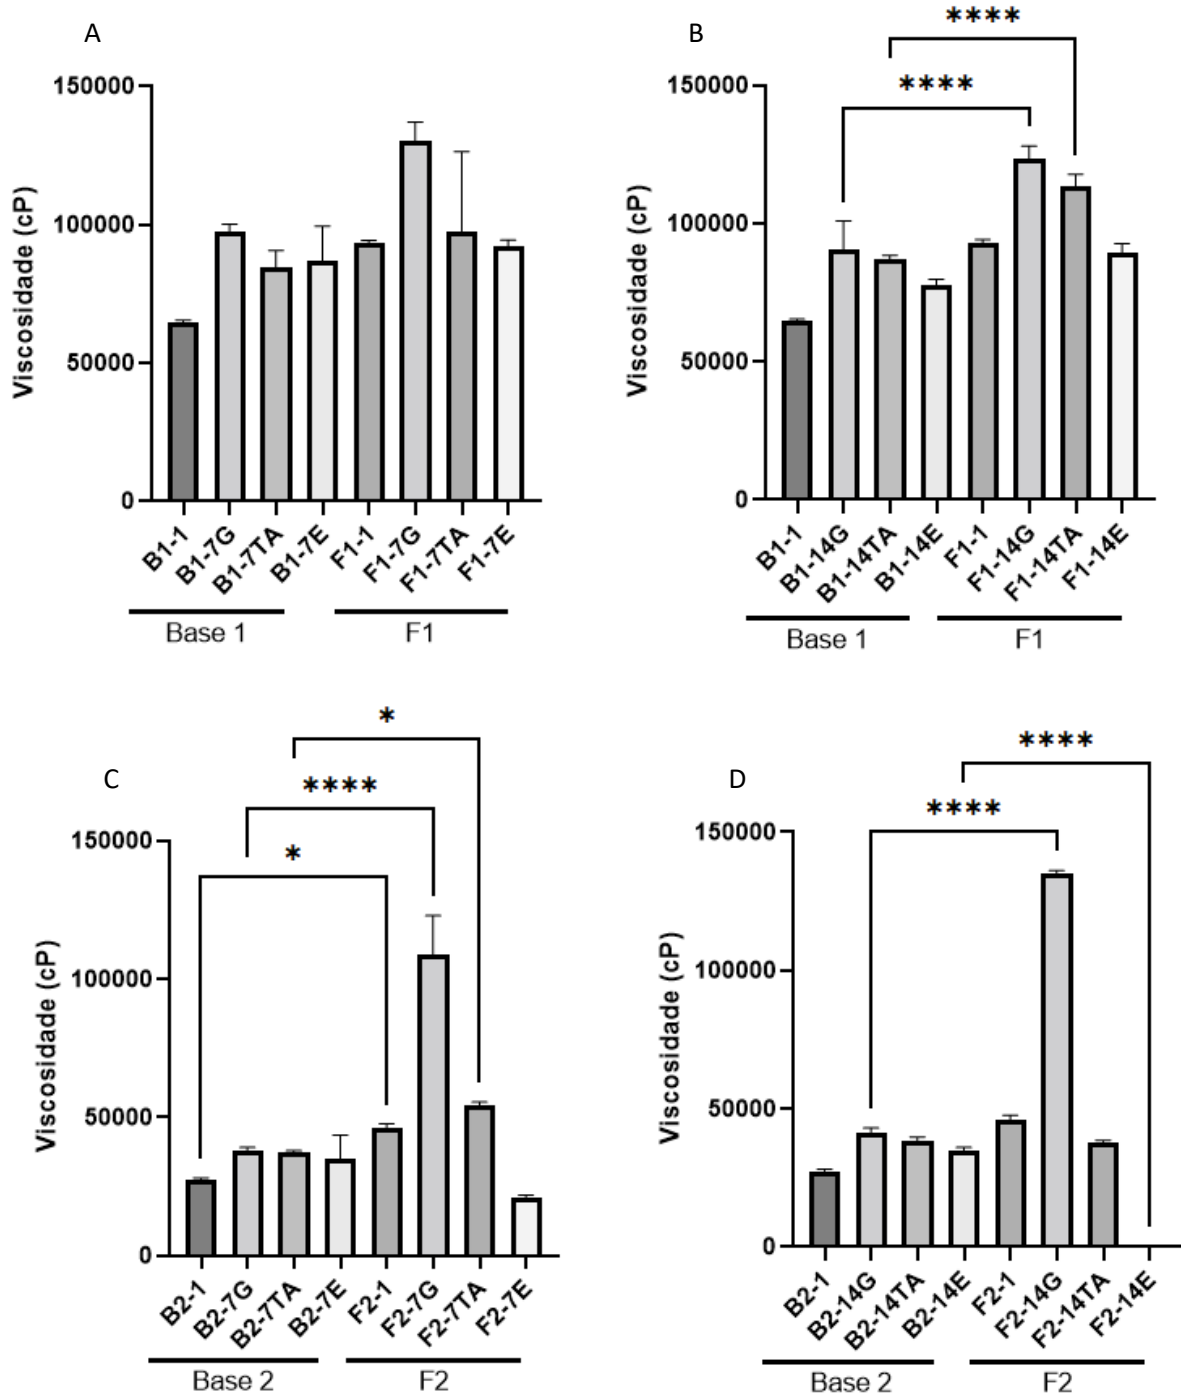 A
150000
100000
50000
0
Viscosidade (cP)
B1-1
B1-7G
B1-7TA
B1-7E
F1-1
F1-7G
F1-7TA
F1-7E
Base 1
F1
B
****
****
150000
100000
50000
0
Viscosidade (cP)
B1-1
B1-14G
B1-14TA
B1-14E
F1-1
F1-14G
F1-14TA
F1-14E
Base 1
F1
C
*
****
*
150000
100000
50000
0
Viscosidade (cP)
B2-1
B2-7G
B2-7TA
B2-7E
F2-1
F2-7G
F2-7TA
F2-7E
Base 2
F2
D
****
****
150000
100000
50000
0
Viscosidade (cP)
B2-1
B2-14G
B2-14TA
B2-14E
F2-1
F2-14G
F2-14TA
F2-14E
Base 2
F2